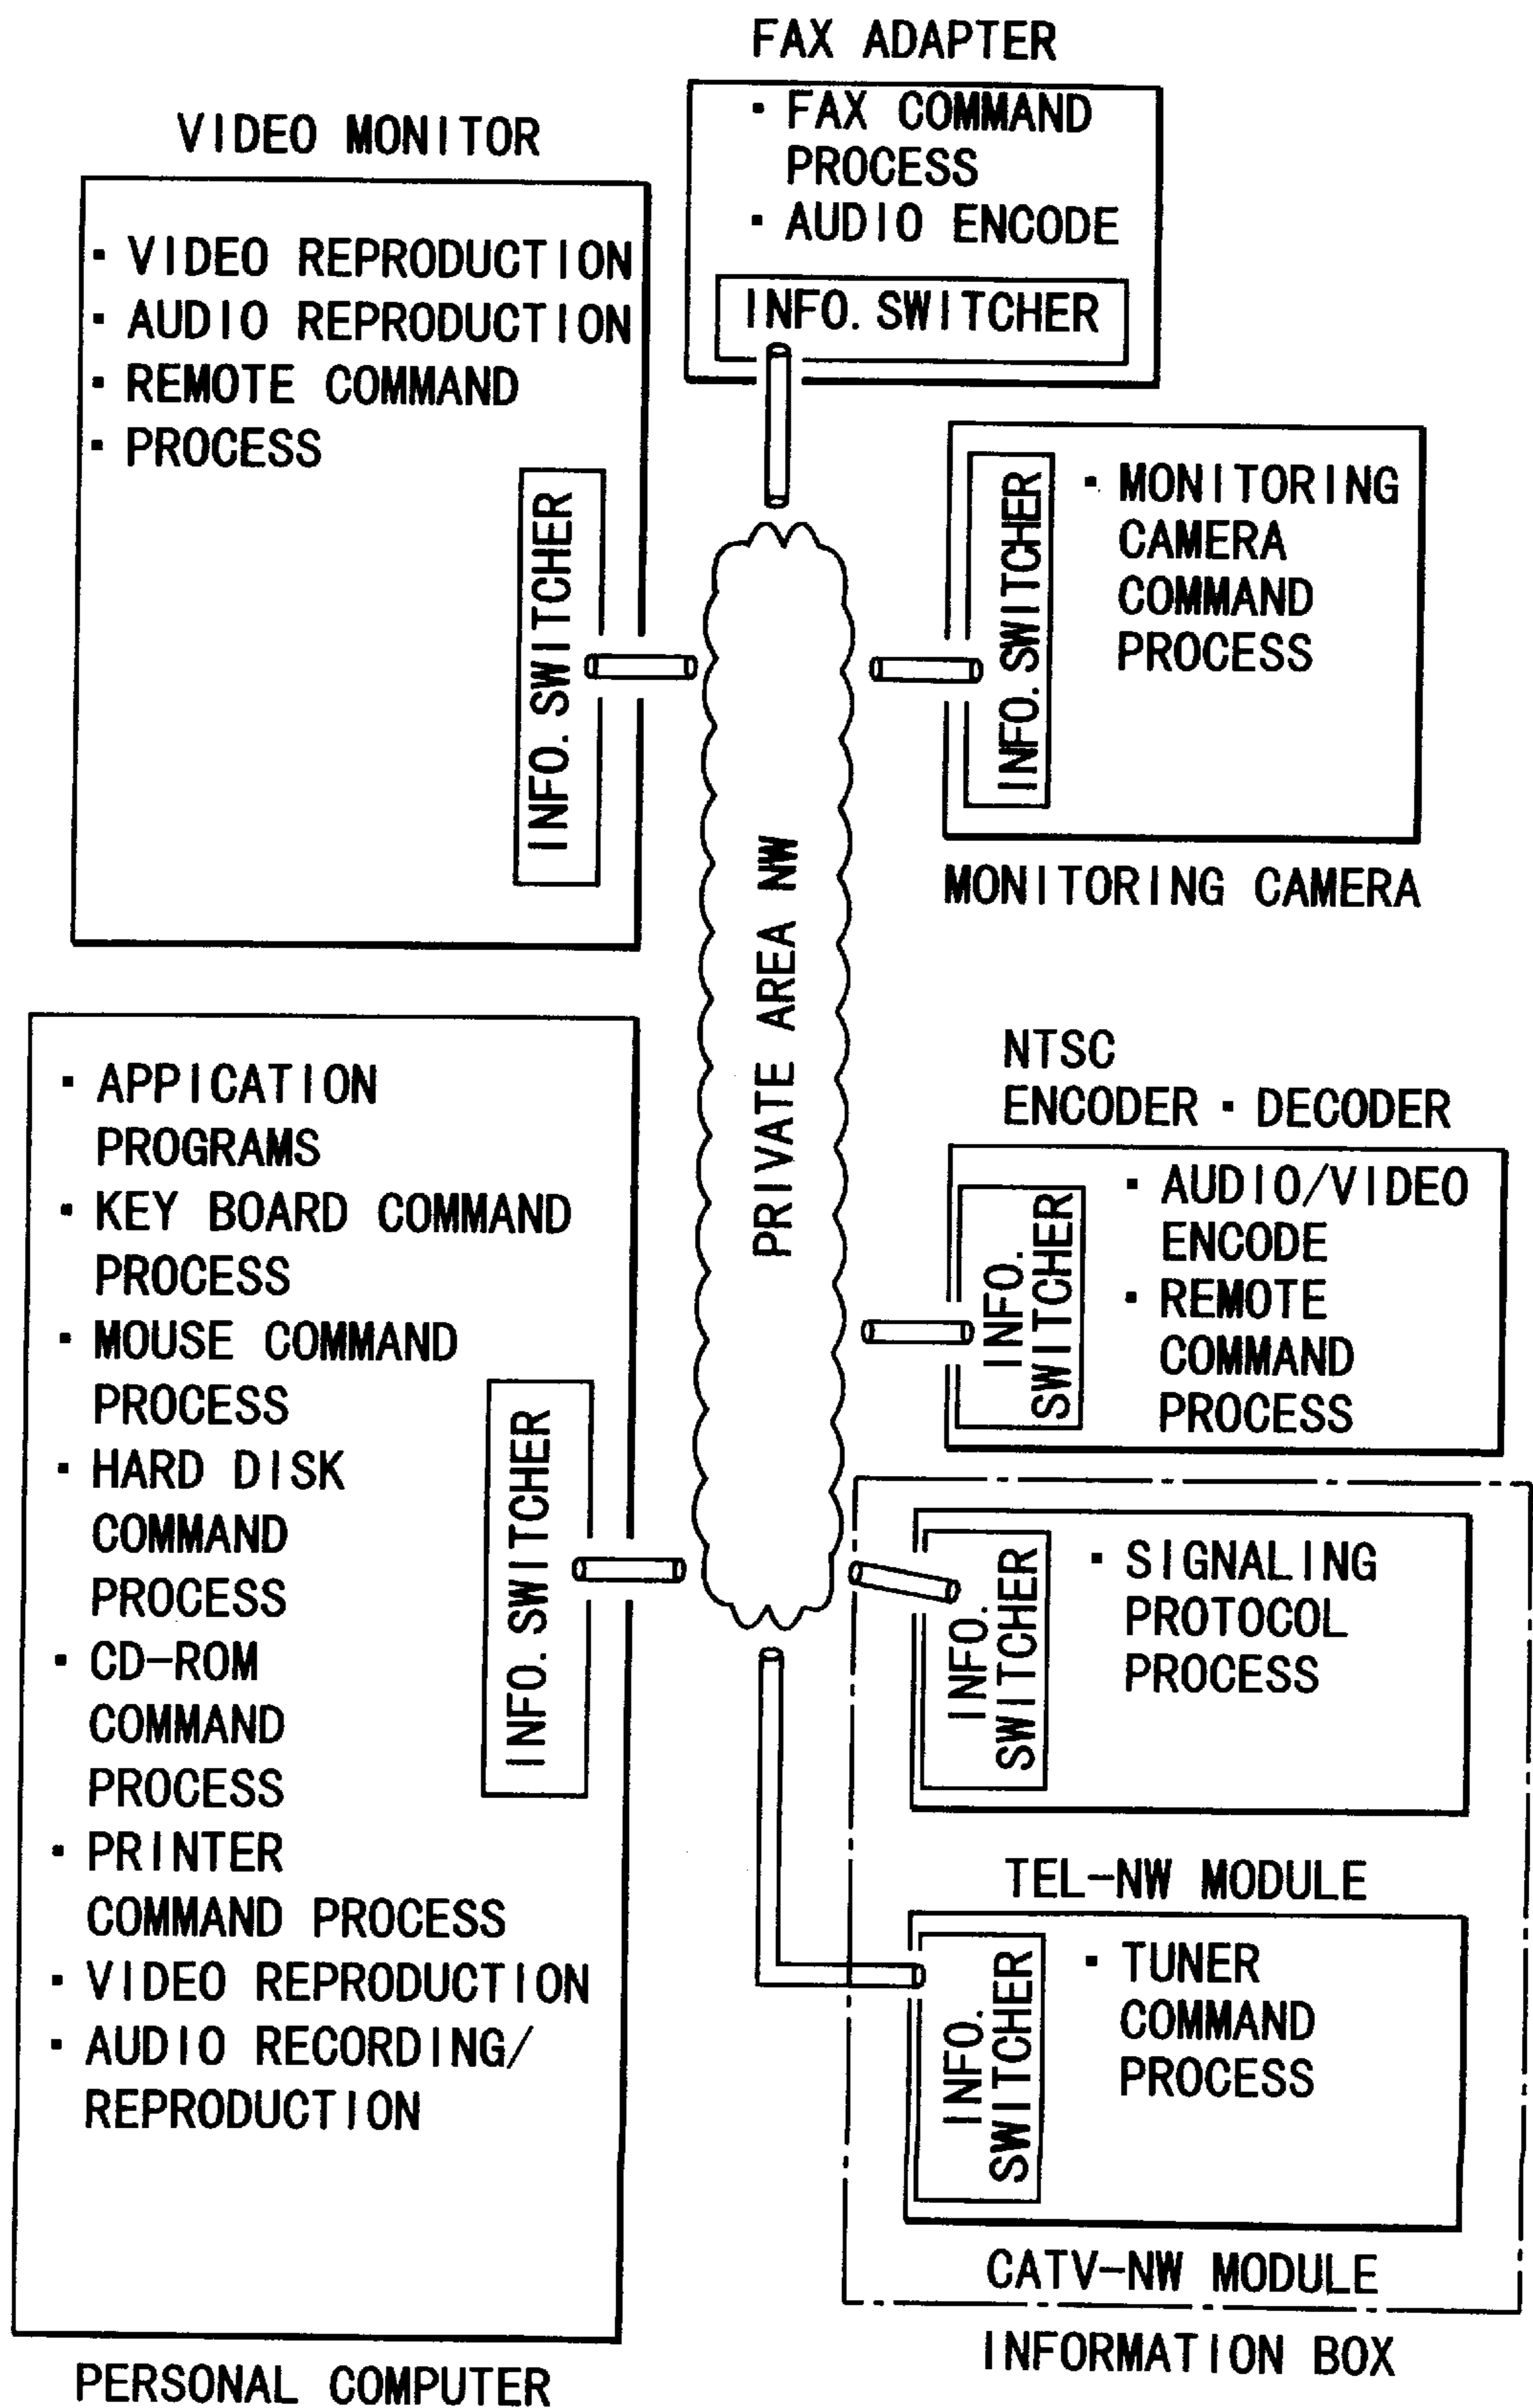 FAX ADAPTER
· FAX COMMAND
PROCESS
· AUDIO ENCODE
INFO. SWITCHER
VIDEO MONITOR
· VIDEO REPRODUCTION
· AUDIO REPRODUCTION
· REMOTE COMMAND
· PROCESS
INFO. SWITCHER
INFO. SWITCHER
· MONITORING
CAMERA
COMMAND
PROCESS
MONITORING CAMERA
PRIVATE AREA NW
NTSC
ENCODER · DECODER
INFO.
SWITCHER
· AUDIO/VIDEO
ENCODE
· REMOTE
COMMAND
PROCESS
· APPICATION
PROGRAMS
· KEY BOARD COMMAND
PROCESS
· MOUSE COMMAND
PROCESS
· HARD DISK
COMMAND
PROCESS
· CD-ROM
COMMAND
PROCESS
· PRINTER
COMMAND PROCESS
· VIDEO REPRODUCTION
· AUDIO RECORDING/
REPRODUCTION
INFO. SWITCHER
PERSONAL COMPUTER
INFO.
SWITCHER
· SIGNALING
PROTOCOL
PROCESS
TEL-NW MODULE
INFO.
SWITCHER
· TUNER
COMMAND
PROCESS
CATV-NW MODULE
INFORMATION BOX